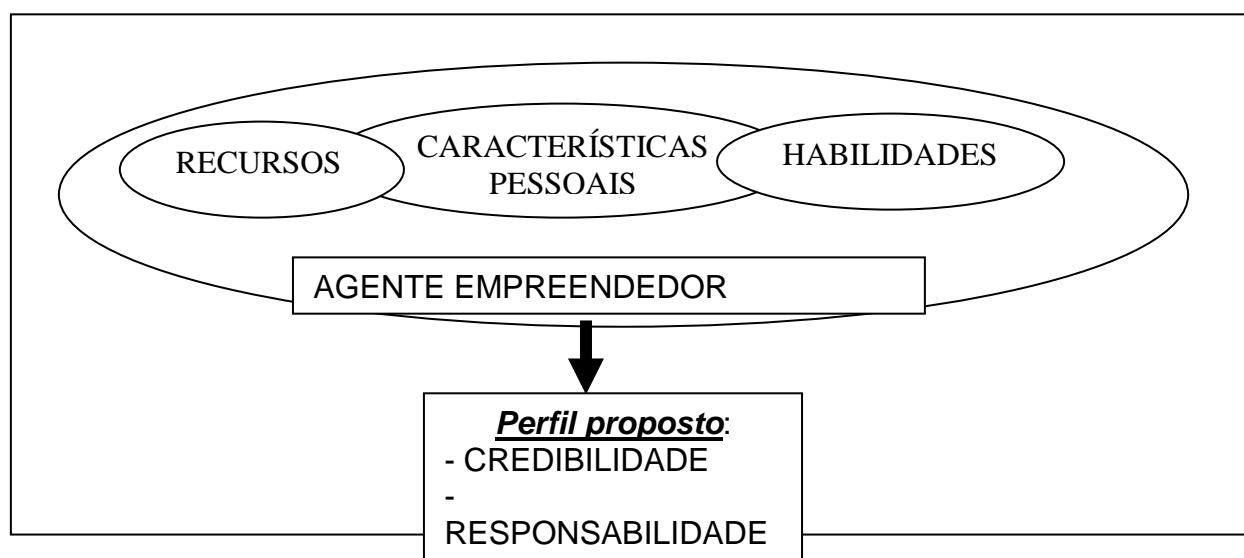 RECURSOS
CARACTERÍSTICAS
PESSOAIS
HABILIDADES
AGENTE EMPREENDEDOR
Perfil proposto:
- CREDIBILIDADE
-
RESPONSABILIDADE